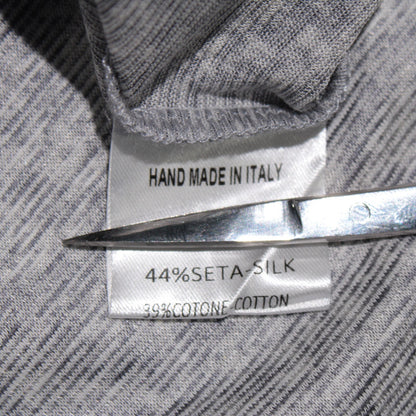 HAND MADE IN ITALY
44%SETA-SILK
39%COTONE COTTON